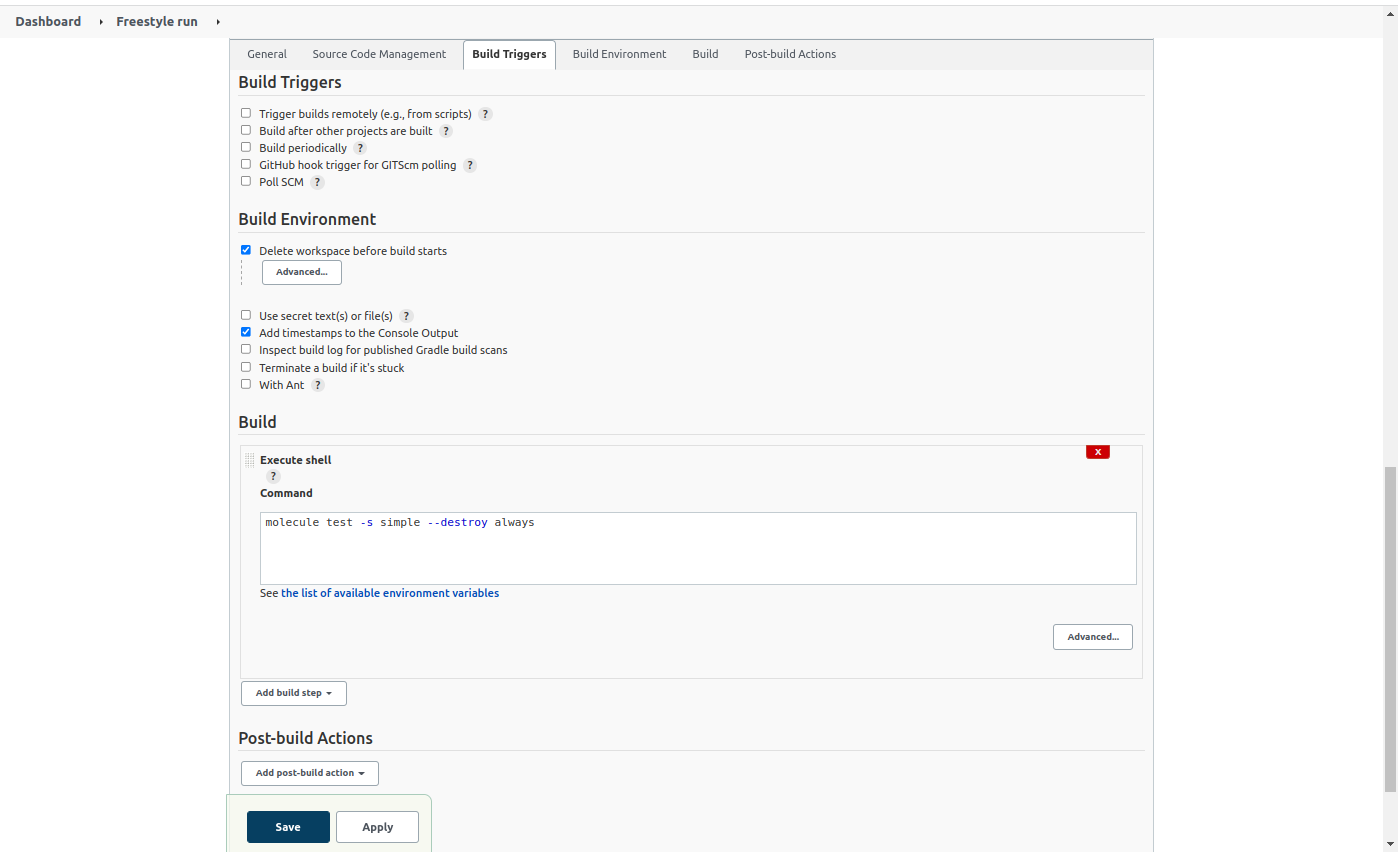 Dashboard Freestyle run
General Source Code Management Build Triggers Build Environment Build Post-build Actions
Build Triggers
Trigger builds remotely (e.g., from scripts) ?
Build after other projects are built ?
Build periodically ?
GitHub hook trigger for GITScm polling ?
Poll SCM ?
Build Environment
Delete workspace before build starts
Advanced...
Use secret text(s) or file(s) ?
Add timestamps to the Console Output
Inspect build log for published Gradle build scans
Terminate a build if it's stuck
With Ant ?
Build
X
Execute shell
?
Command
molecule test -s simple --destroy always
See the list of available environment variables
Advanced...
Add build step
Post-build Actions
Add post-build action
Save Apply